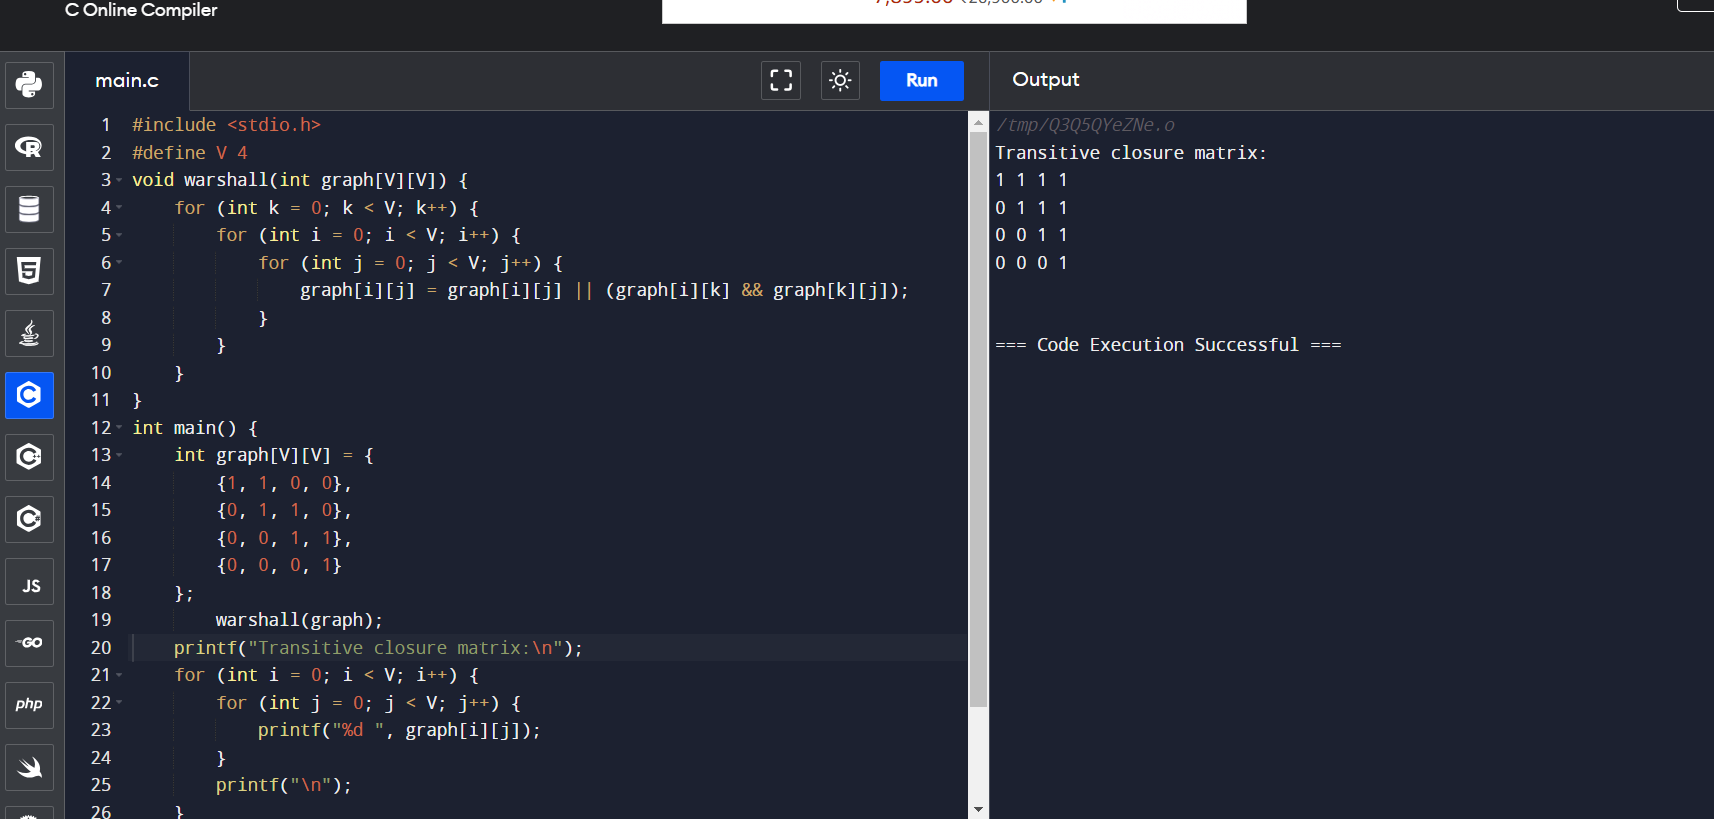 C Online Compiler
main.c
Run
Output
1 #include <stdio.h>
2 #define V 4
3 void warshall(int graph[V][V]) {
4     for (int k = 0; k < V; k++) {
5         for (int i = 0; i < V; i++) {
6             for (int j = 0; j < V; j++) {
7                 graph[i][j] = graph[i][j] || (graph[i][k] && graph[k][j]);
8             }
9         }
10     }
11 }
12 int main() {
13     int graph[V][V] = {
14         {1, 1, 0, 0},
15         {0, 1, 1, 0},
16         {0, 0, 1, 1},
17         {0, 0, 0, 1}
18     };
19         warshall(graph);
20     printf("Transitive closure matrix:\n");
21     for (int i = 0; i < V; i++) {
22         for (int j = 0; j < V; j++) {
23             printf("%d ", graph[i][j]);
24         }
25         printf("\n");
26     }
/tmp/Q3Q5QYeZNe.o
Transitive closure matrix:
1 1 1 1
0 1 1 1
0 0 1 1
0 0 0 1
=== Code Execution Successful ===
R
5
C
C
C
JS
GO
php